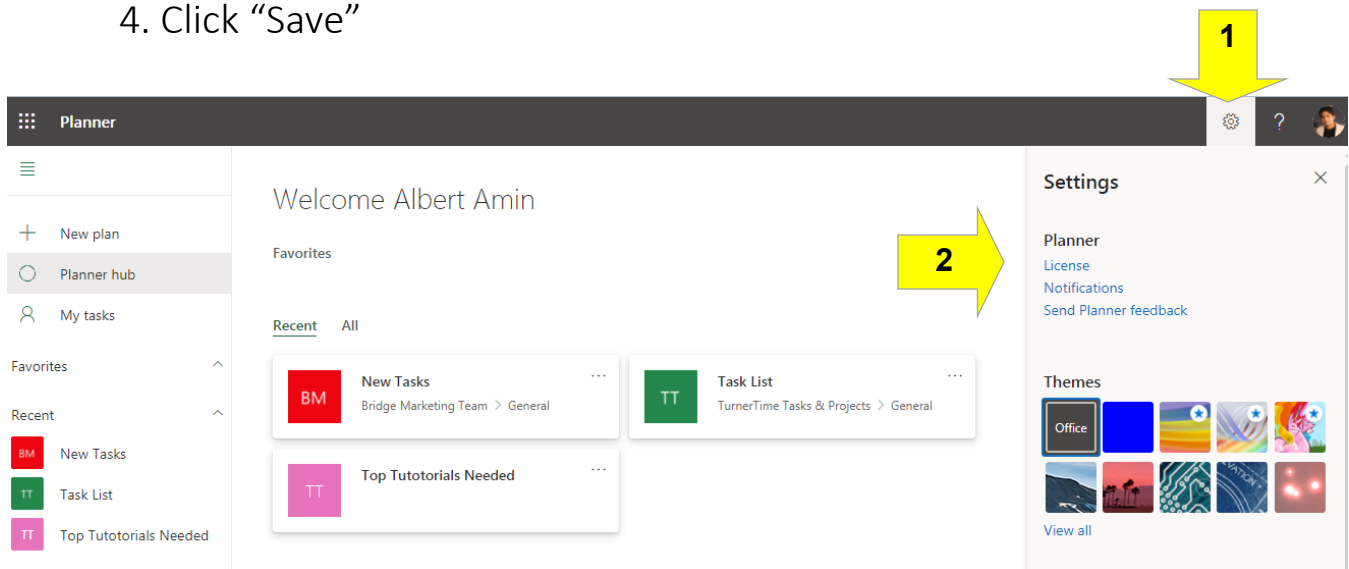 4. Click “Save”
1
Planner
?
Welcome Albert Amin
Favorites
Recent All
New Tasks
BM
Bridge Marketing Team > General
Task List
TT
TurnerTime Tasks & Projects > General
Top Tutotorials Needed
TT
New plan
Planner hub
My tasks
Favorites
Recent
BM New Tasks
TT Task List
TT Top Tutotorials Needed
2
Settings
Planner
License
Notifications
Send Planner feedback
Themes
Office
VATION
View all